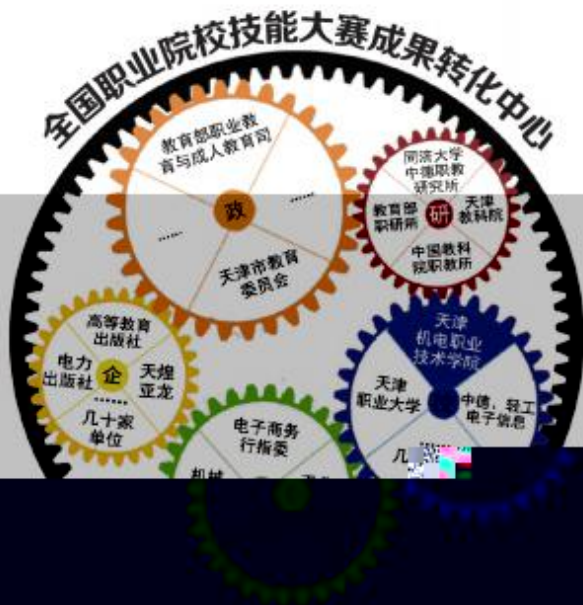 全国职业院校技能大赛成果转化中心
教育部职业教
育与成人教育司
......
......
政
天津市教育
委员会
同济大学
中德职教
研究所
教育部
职研所
研
天津
教科院
中国教科
院职教所
高等教育
出版社
电力
出版社
企
天煌
亚龙
......
几十家
单位
天津
机电职业
技术学院
天津
职业大学
中德，轻工
电子信息
......
几
电子商务
行指委
机械